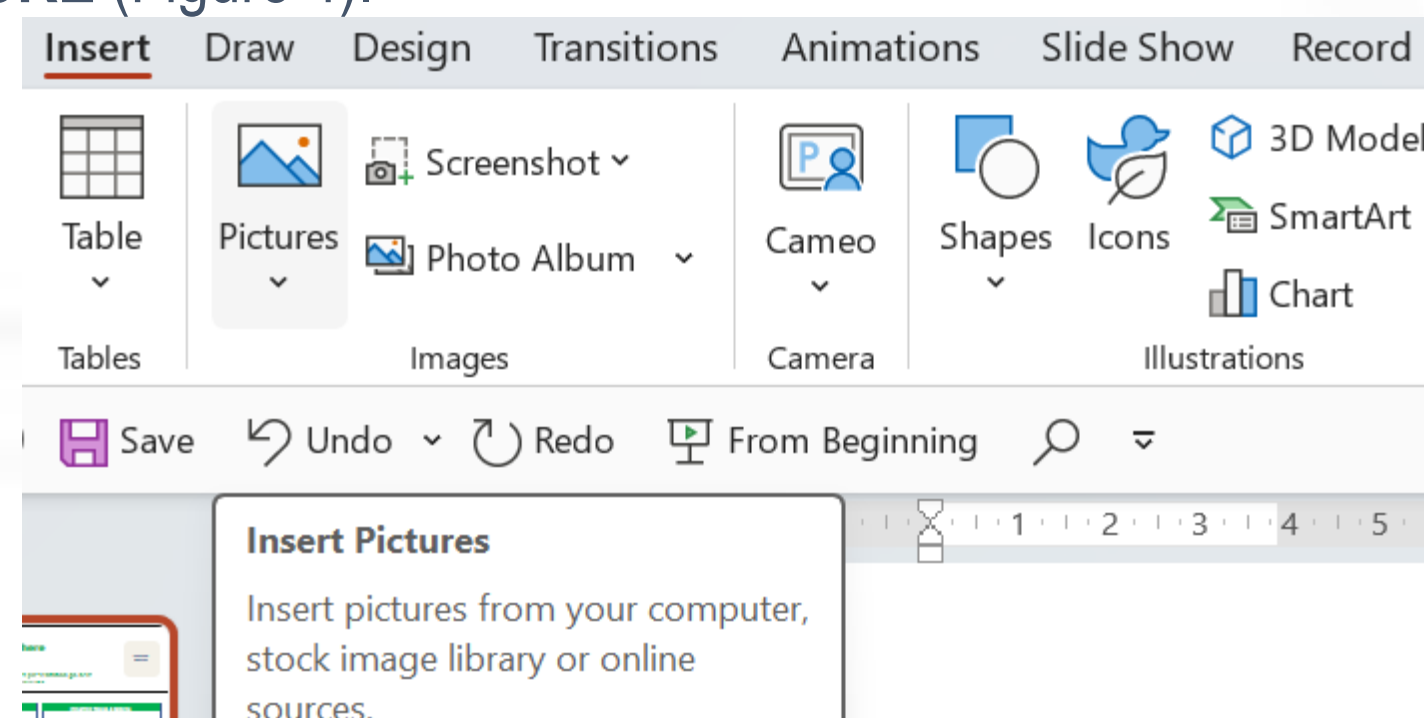 (Figure 4).
Insert Draw Design Transitions Animations Slide Show Record
Table
Pictures
Screenshot
Photo Album
Cameo
Shapes
Icons
3D Model
SmartArt
Chart
Tables
Images
Camera
Illustrations
Save Undo Redo From Beginning
1 2 3 4 5
Insert Pictures
Insert pictures from your computer,
stock image library or online
sources.